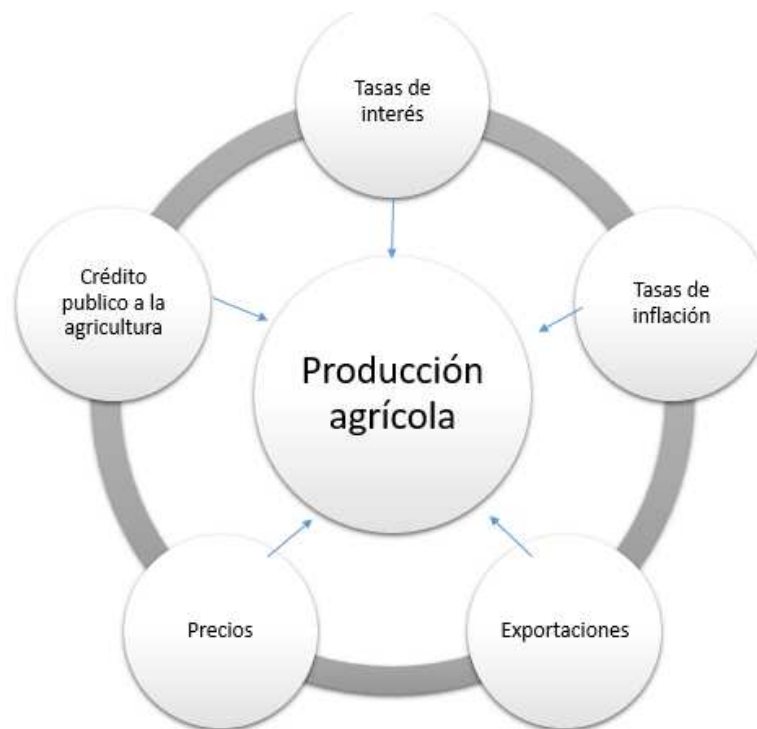 Tasas de
interés
Crédito
publico a la
agricultura
Tasas de
inflación
Producción
agrícola
Precios
Exportaciones